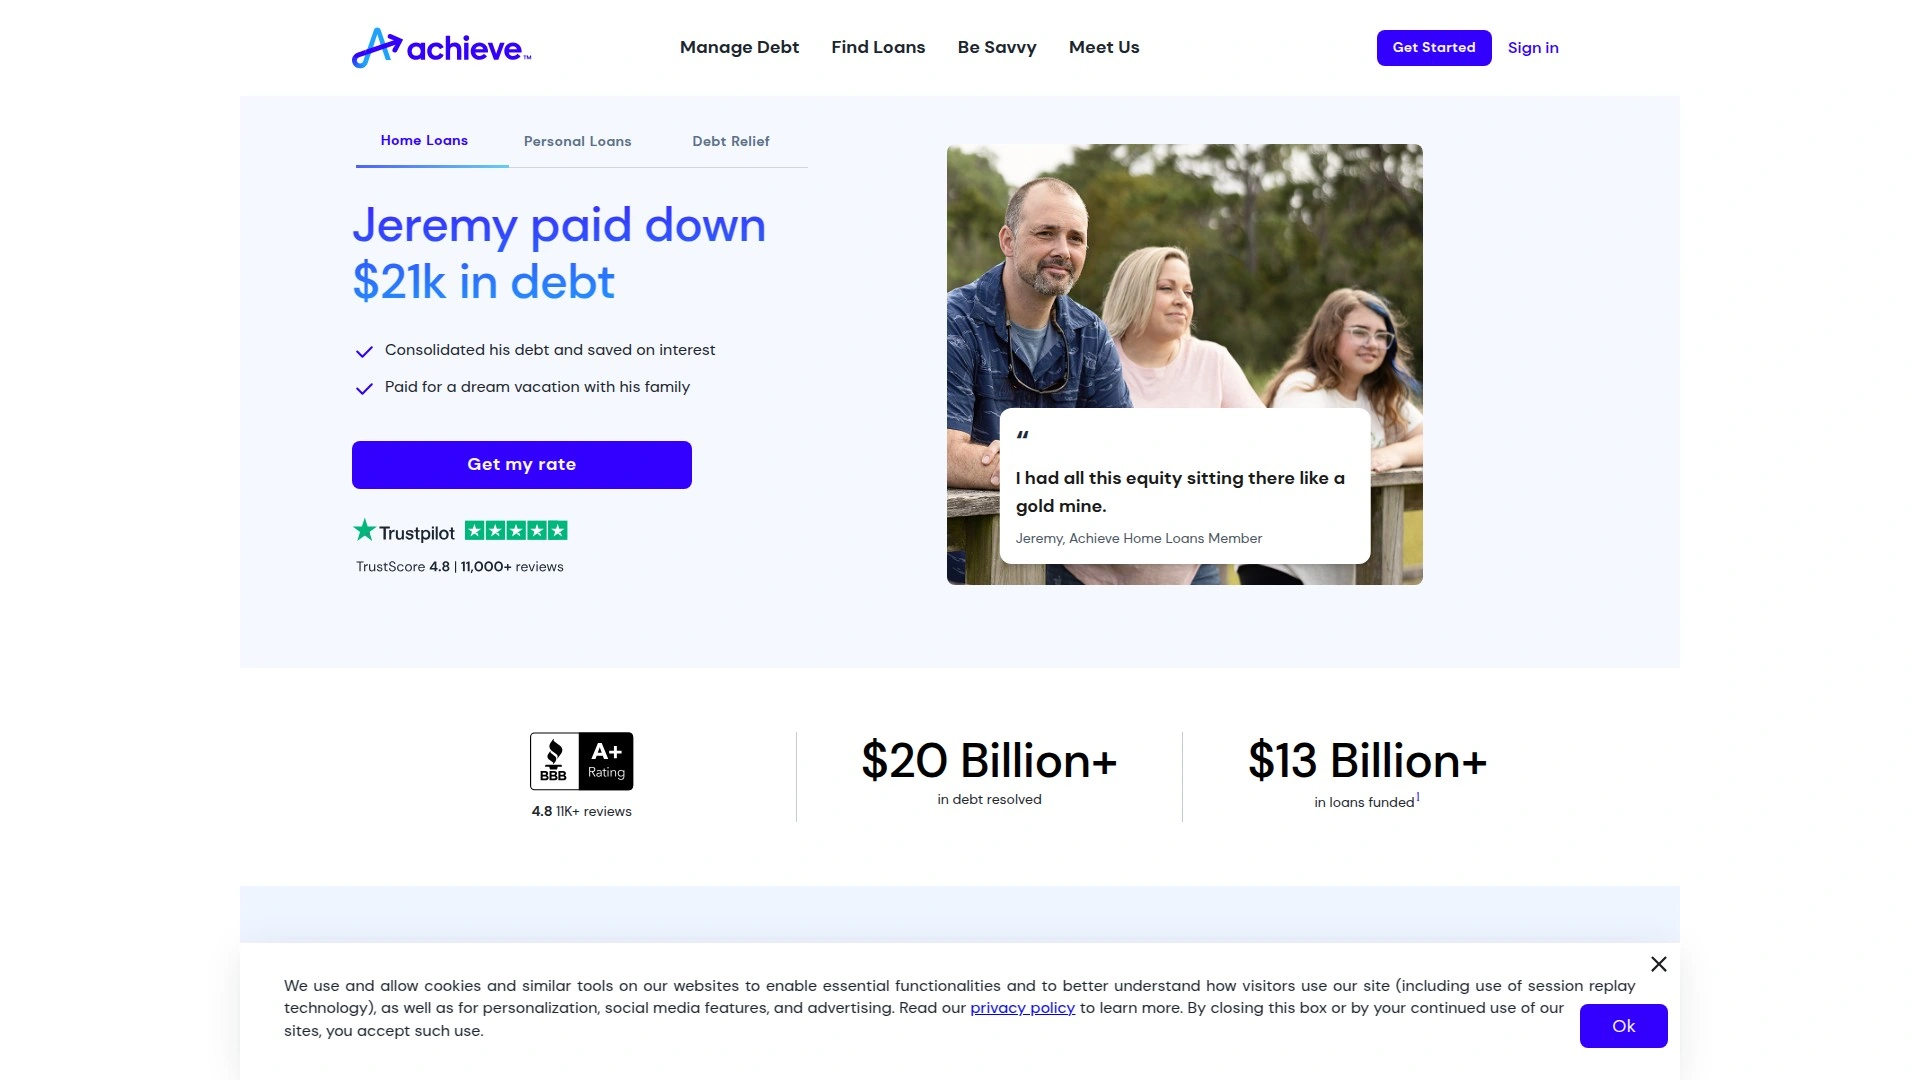 achieve™
Manage Debt
Find Loans
Be Savvy
Meet Us
Get Started
Sign in
Home Loans
Personal Loans
Debt Relief
Jeremy paid down
$21k in debt
Consolidated his debt and saved on interest
Paid for a dream vacation with his family
Get my rate
Trustpilot
TrustScore 4.8 | 11,000+ reviews
“
I had all this equity sitting there like a
gold mine.
Jeremy, Achieve Home Loans Member
BBB
A+
Rating
4.8 11K+ reviews
$20 Billion+
in debt resolved
$13 Billion+
in loans funded1
We use and allow cookies and similar tools on our websites to enable essential functionalities and to better understand how visitors use our site (including use of session replay
technology), as well as for personalization, social media features, and advertising. Read our privacy policy to learn more. By closing this box or by your continued use of our
sites, you accept such use.
Ok